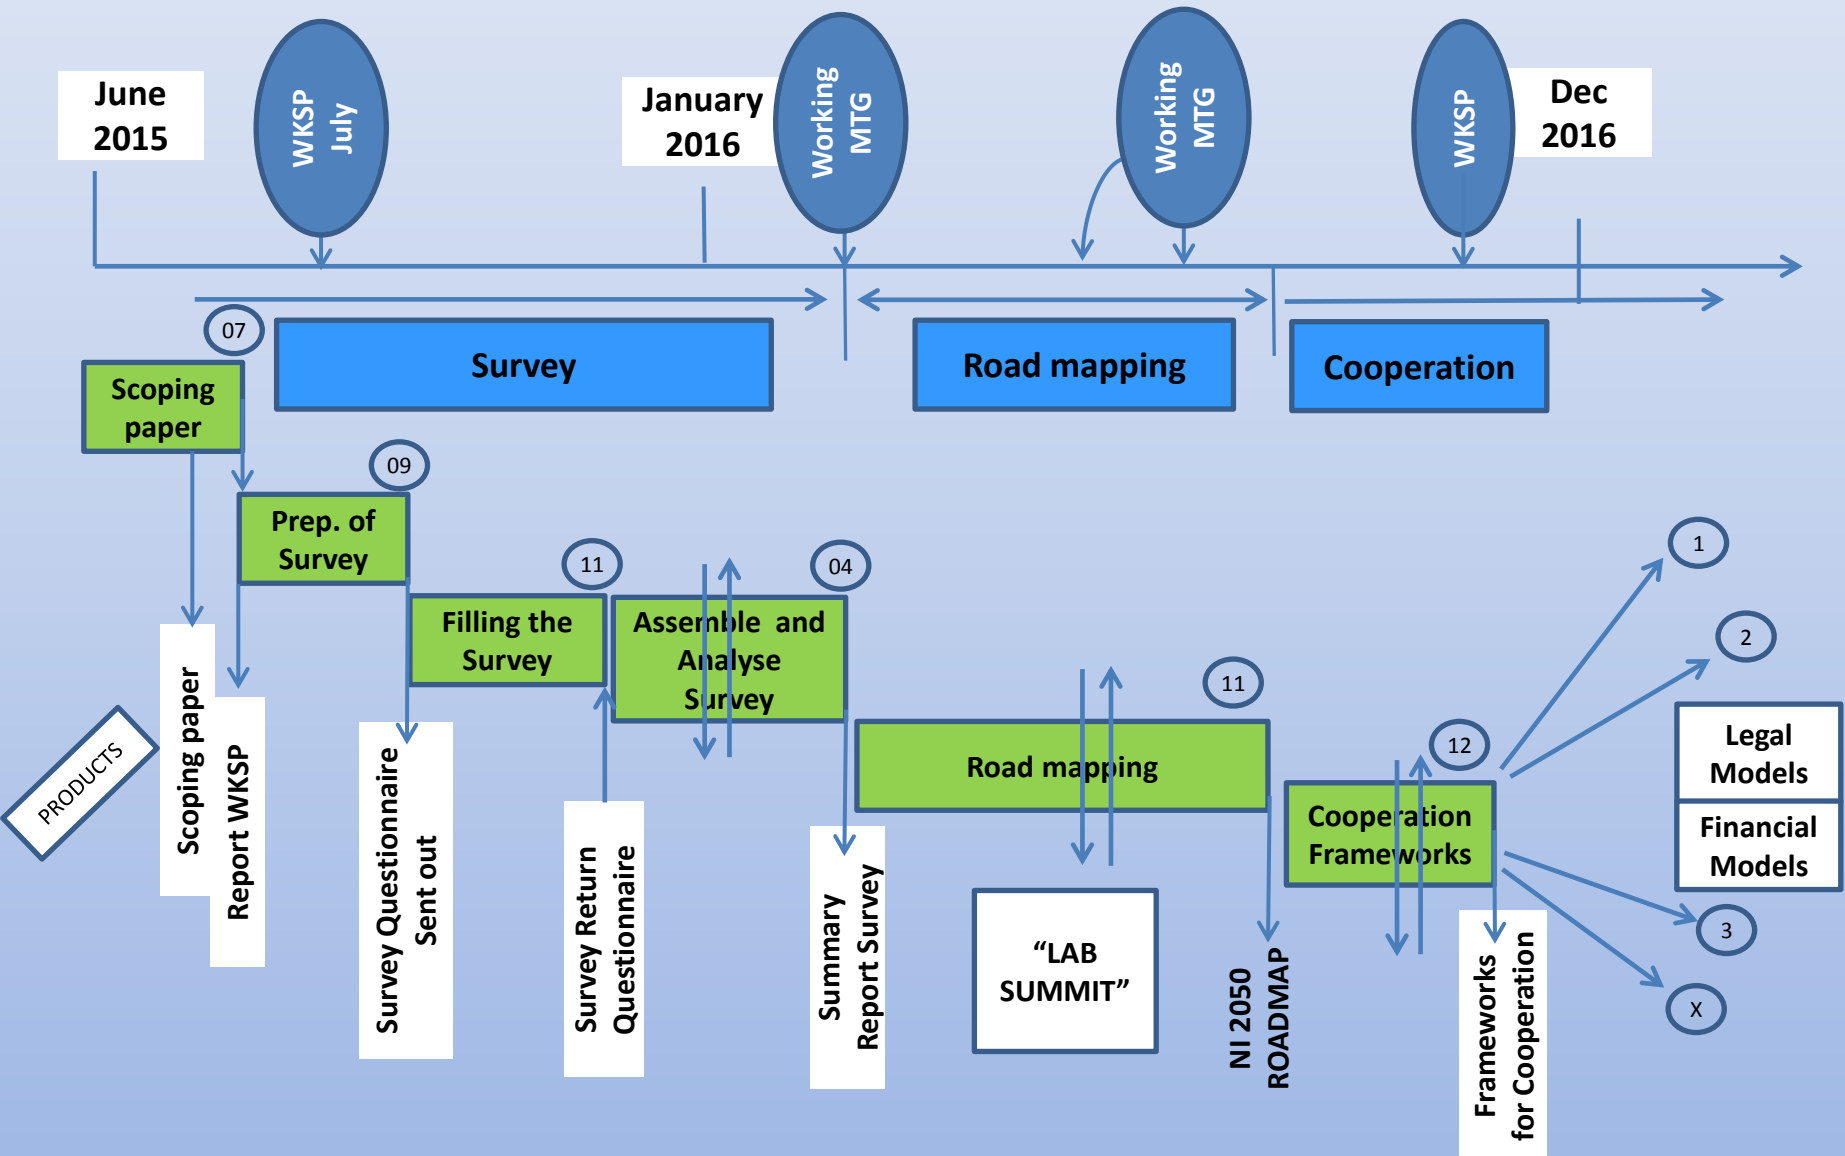 June
2015
WKSP
July
January
2016
Working
MTG
Working
MTG
WKSP
Dec
2016
07
Survey
Road mapping
Cooperation
Scoping
paper
09
Prep. of
Survey
11
Filling the
Survey
04
Assemble  and
Analyse
Survey
11
Road mapping
12
Cooperation
Frameworks
1
2
Legal
Models
Financial
Models
3
X
PRODUCTS
Scoping paper
Report WKSP
Survey Questionnaire
Sent out
Survey Return
Questionnaire
Summary
Report Survey
“LAB
SUMMIT”
NI 2050
ROADMAP
Frameworks
for Cooperation